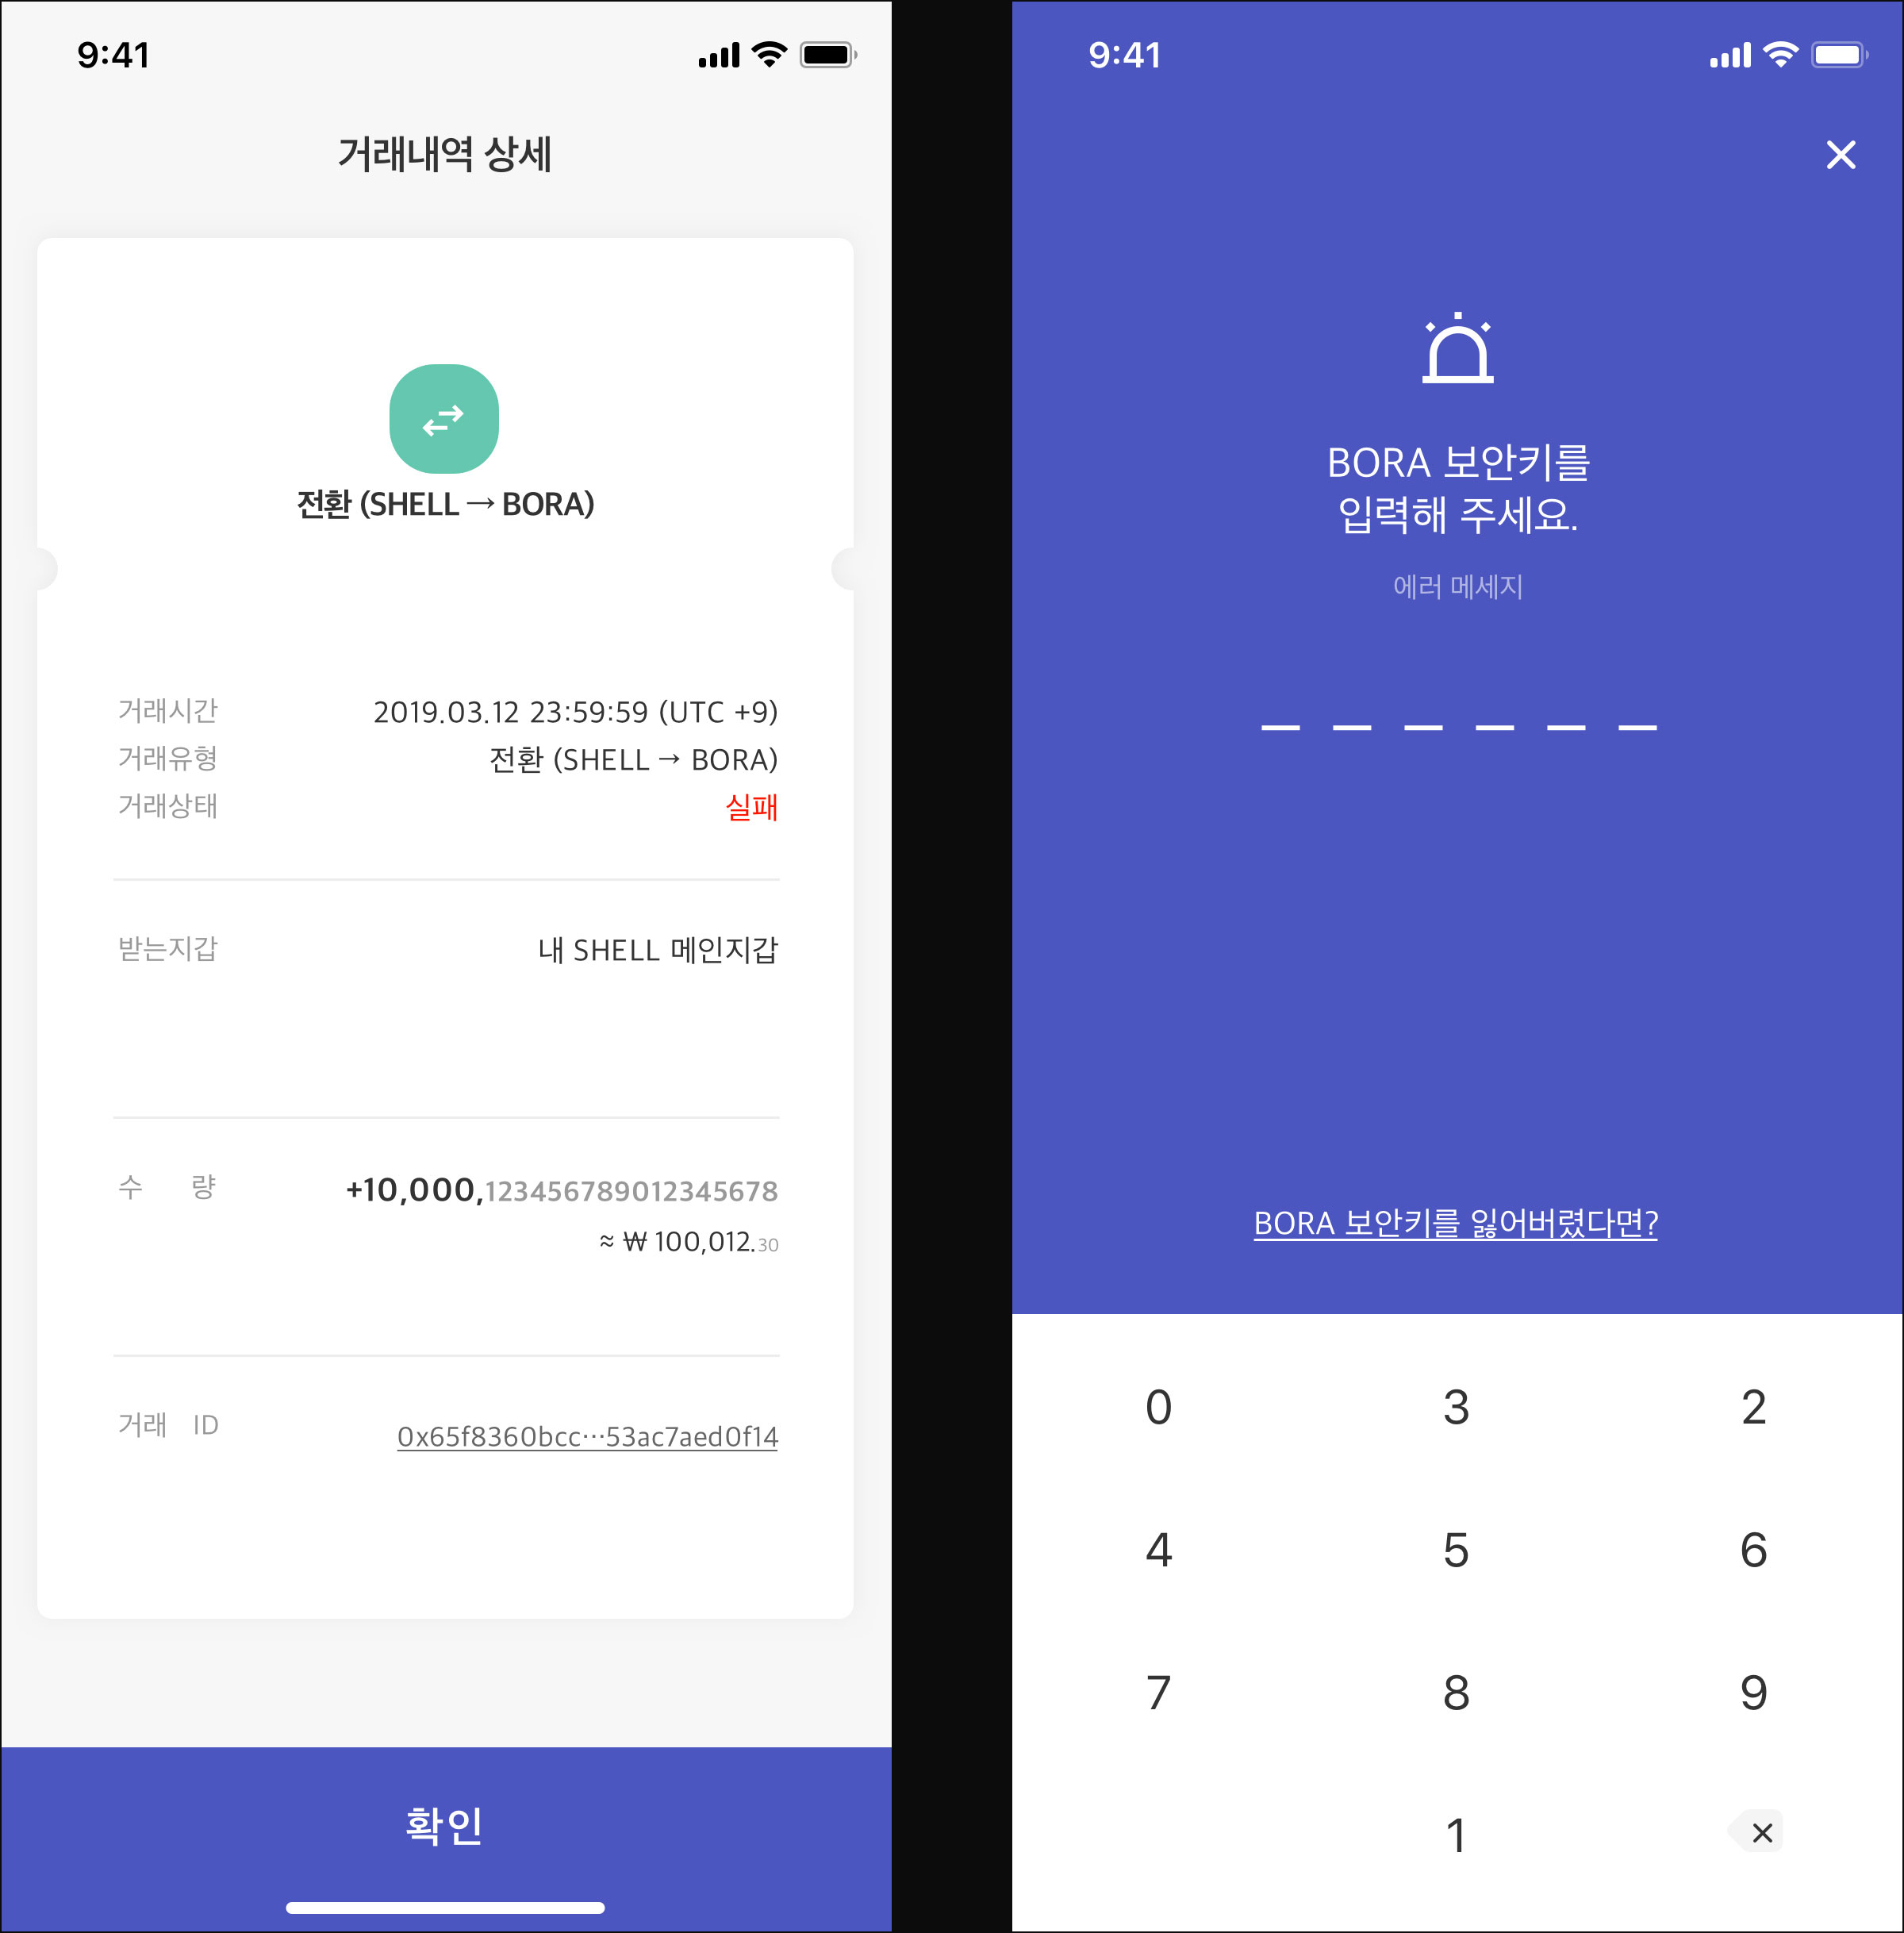 9:41
거래내역 상세
전환 (SHELL → BORA)
거래시간 2019.03.12 23:59:59 (UTC +9)
거래유형 전환 (SHELL → BORA)
거래상태 실패
받는지갑 내 SHELL 메인지갑
수 량 +10,000,123456789012345678
≈ ₩ 100,012.30
거래 ID 0x65f8360bcc···53ac7aed0f14
확인
9:41
BORA 보안키를
입력해 주세요.
에러 메세지
BORA 보안키를 잃어버렸다면?
0 3 2
4 5 6
7 8 9
1